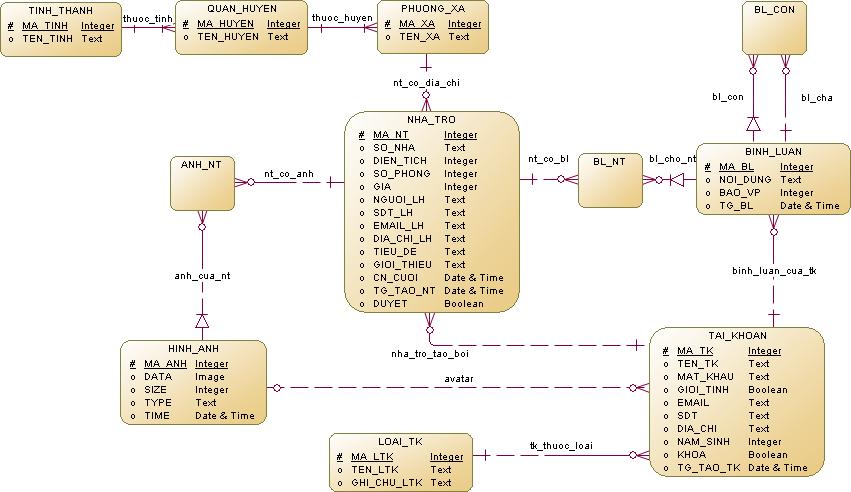 TINH_THANH
# MA_TINH Integer
o TEN_TINH Text
thuoc_tinh
QUAN_HUYEN
# MA_HUYEN Integer
o TEN_HUYEN Text
thuoc_huyen
PHUONG_XA
# MA_XA Integer
o TEN_XA Text
BL_CON
nt_co_dia_chi
bl_con
bl_cha
NHA_TRO
# MA_NT Integer
o SO_NHA Text
o DIEN_TICH Integer
o SO_PHONG Integer
o GIA Integer
o NGUOI_LH Text
o SDT_LH Text
o EMAIL_LH Text
o DIA_CHI_LH Text
o TIEU_DE Text
o GIOI_THIEU Text
o CN_CUOI Date & Time
o TG_TAO_NT Date & Time
o DUYET Boolean
ANH_NT
nt_co_anh
nt_co_bl
BL_NT
bl_cho_nt
BINH_LUAN
# MA_BL Integer
o NOI_DUNG Text
o BAO_VP Integer
o TG_BL Date & Time
anh_cua_nt
binh_luan_cua_tk
HINH_ANH
# MA_ANH Integer
o DATA Image
o SIZE Integer
o TYPE Text
o TIME Date & Time
nha_tro_tao_boi
avatar
TAI_KHOAN
# MA_TK Integer
o TEN_TK Text
o MAT_KHAU Text
o GIOI_TINH Boolean
o EMAIL Text
o SDT Text
o DIA_CHI Text
o NAM_SINH Integer
o KHOA Boolean
o TG_TAO_TK Date & Time
LOAI_TK
# MA_LTK Integer
o TEN_LTK Text
o GHI_CHU_LTK Text
tk_thuoc_loai